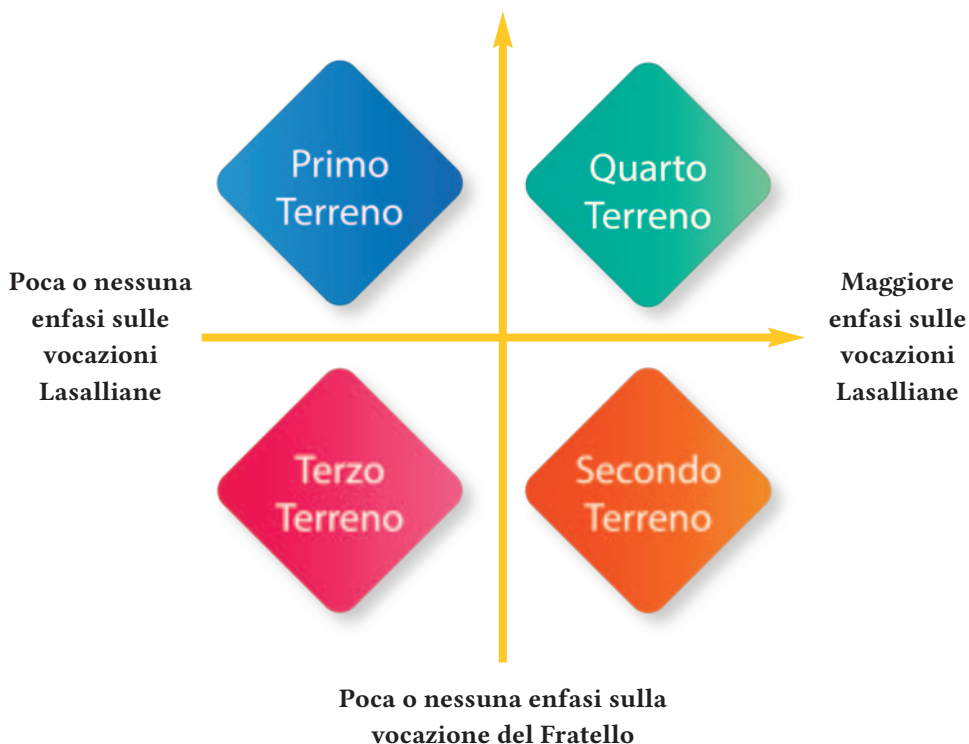 Primo
Terreno
Quarto
Terreno
Poca o nessuna
enfasi sulle
vocazioni
Lasalliane
Maggiore
enfasi sulle
vocazioni
Lasalliane
Terzo
Terreno
Secondo
Terreno
Poca o nessuna enfasi sulla
vocazione del Fratello